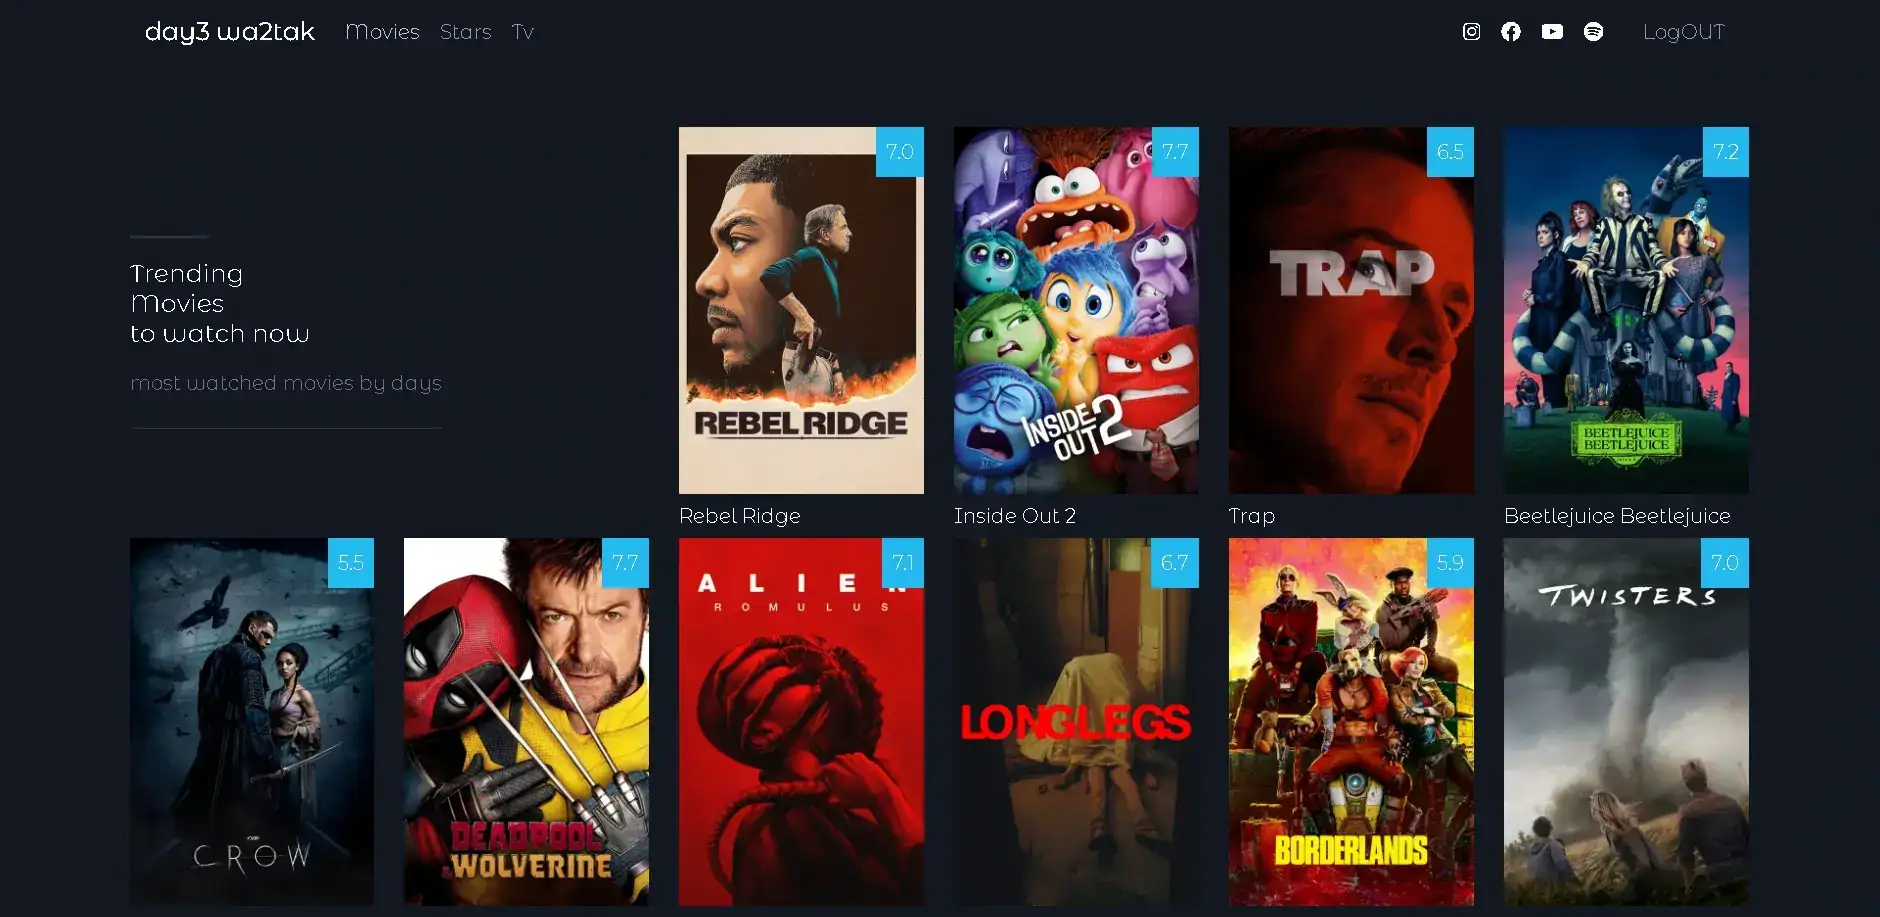 day3 wa2tak Movies Stars Tv LogOUT
Trending
Movies
to watch now
most watched movies by days
7.0
REBEL RIDGE
Rebel Ridge
7.7
INSIDE
OUT 2
Inside Out 2
6.5
TRAP
Trap
7.2
BEETLEJUICE
BEETLEJUICE
Beetlejuice Beetlejuice
5.5
THE
CROW
7.7
DEADPOOL
& WOLVERINE
7.1
ALIEN
ROMULUS
6.7
LONGLEGS
5.9
BORDERLANDS
7.0
TWISTERS